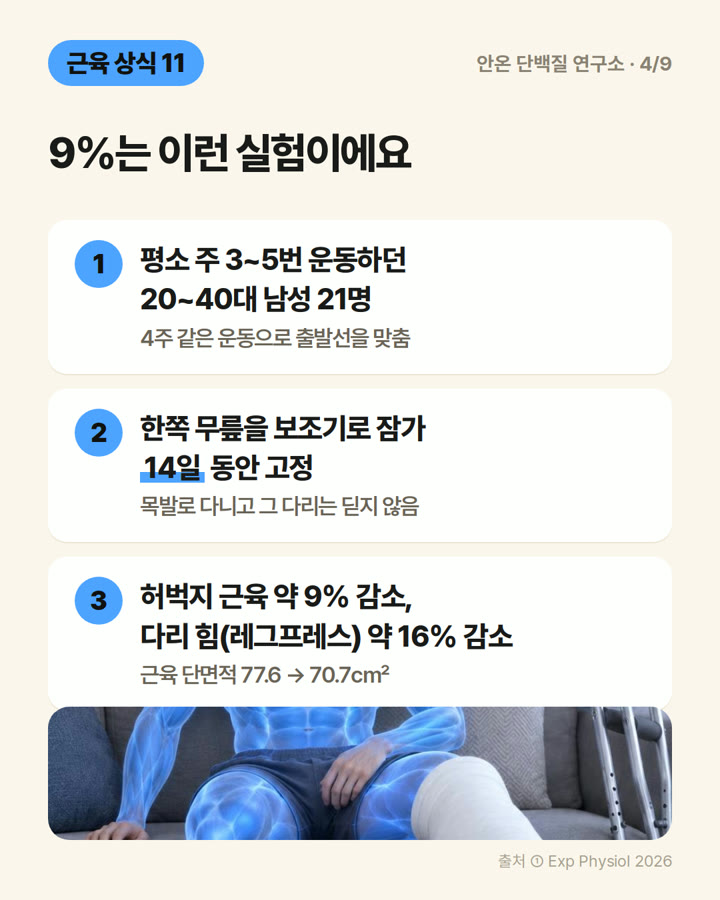 근육 상식 11
안온 단백질 연구소 · 4/9
9%는 이런 실험이에요
1
평소 주 3~5번 운동하던
20~40대 남성 21명
4주 같은 운동으로 출발선을 맞춤
2
한쪽 무릎을 보조기로 잠가
14일 동안 고정
목발로 다니고 그 다리는 딛지 않음
3
허벅지 근육 약 9% 감소,
다리 힘(레그프레스) 약 16% 감소
근육 단면적 77.6 → 70.7cm²
출처 ① Exp Physiol 2026